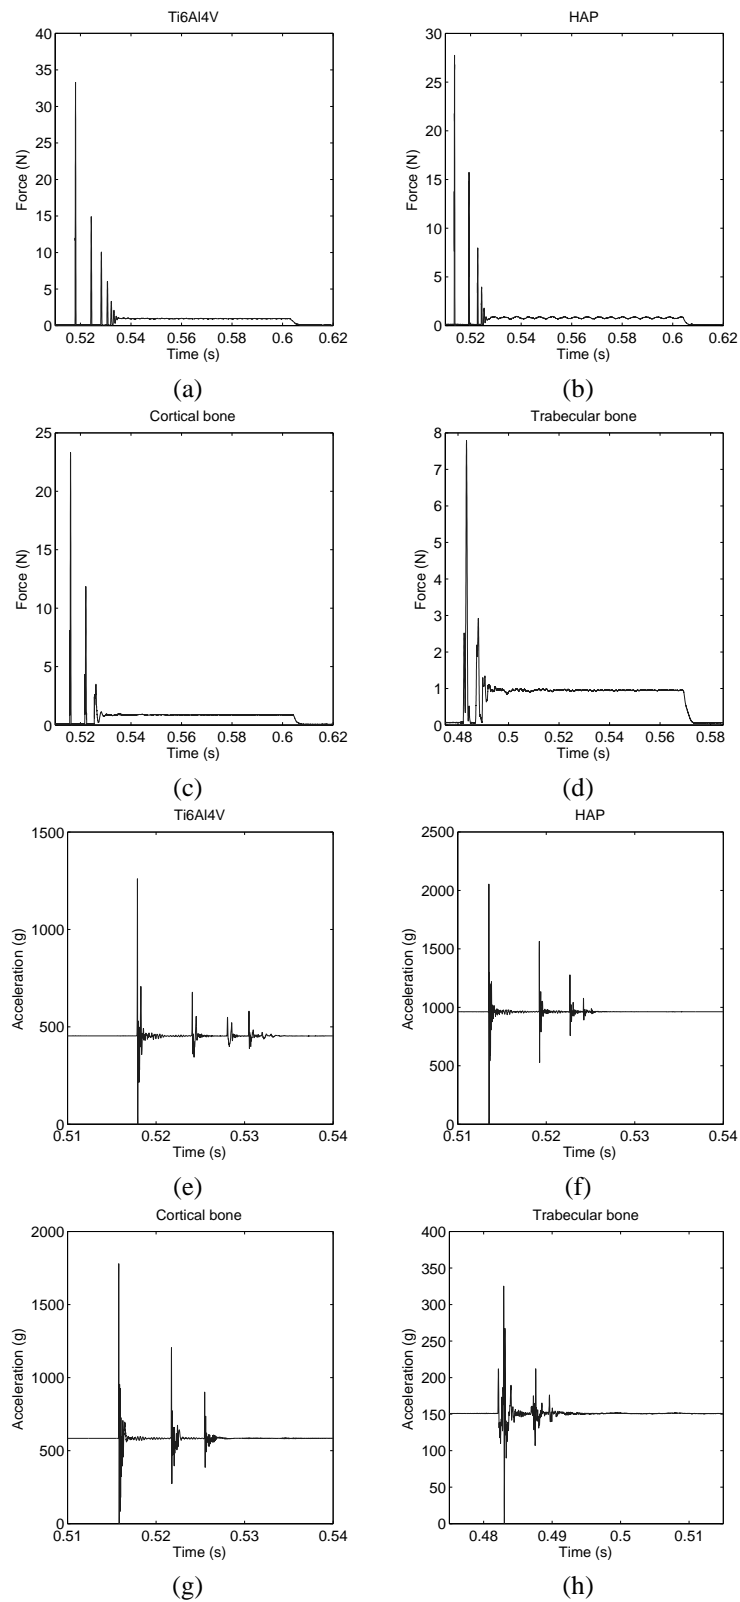 Ti6Al4V
Force (N)
40
35
30
25
20
15
10
5
0
0.52 0.54 0.56 0.58 0.6 0.62
Time (s)
(a)
HAP
Force (N)
30
25
20
15
10
5
0
0.52 0.54 0.56 0.58 0.6 0.62
Time (s)
(b)
Cortical bone
Force (N)
25
20
15
10
5
0
0.52 0.54 0.56 0.58 0.6 0.62
Time (s)
(c)
Trabecular bone
Force (N)
8
7
6
5
4
3
2
1
0
0.48 0.5 0.52 0.54 0.56 0.58
Time (s)
(d)
Ti6Al4V
Acceleration (g)
1500
1000
500
0
0.51 0.52 0.53 0.54
Time (s)
(e)
HAP
Acceleration (g)
2500
2000
1500
1000
500
0
0.51 0.52 0.53 0.54
Time (s)
(f)
Cortical bone
Acceleration (g)
2000
1500
1000
500
0
0.51 0.52 0.53 0.54
Time (s)
(g)
Trabecular bone
Acceleration (g)
400
350
300
250
200
150
100
50
0
0.48 0.49 0.5 0.51
Time (s)
(h)